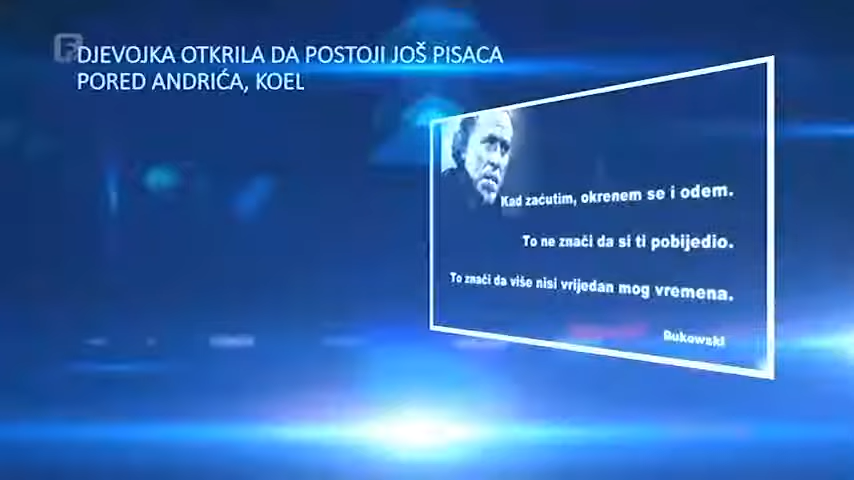 DJEVOJKA OTKRILA DA POSTOJI JOŠ PISACA
PORED ANDRIĆA, KOEL
Kad zaćutim, okrenem se i odem.
To ne znači da si ti pobijedio.
To znači da više nisi vrijedan mog vremena.
Bukowski